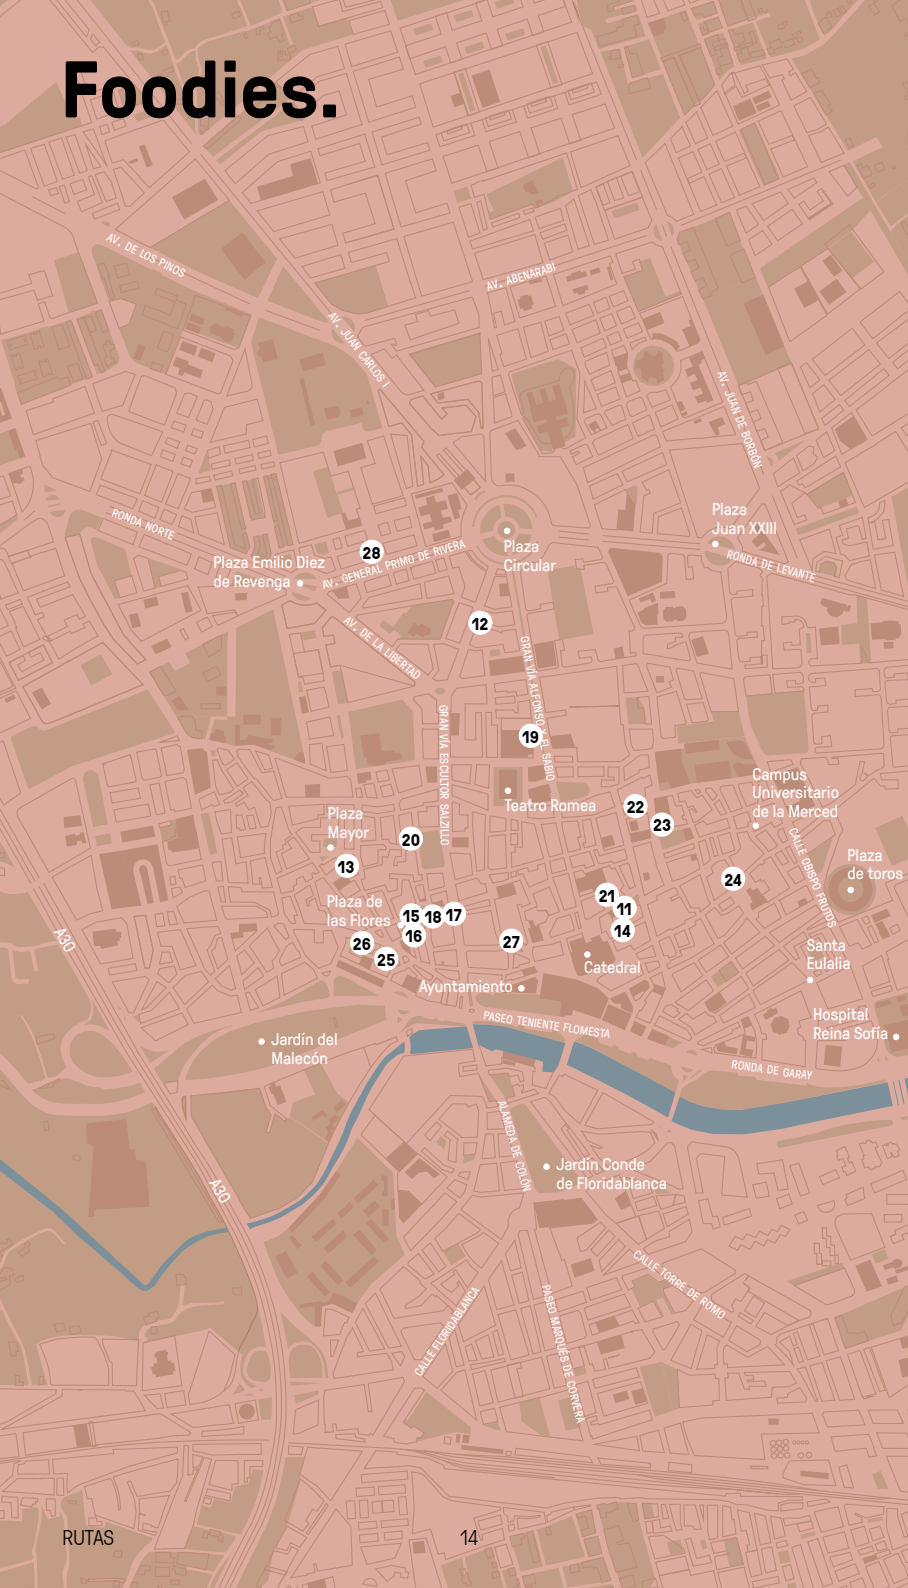 Foodies.
AV. DE LOS PINOS
AV. ABENARABI
AV. JUAN CARLOS I
AV. JUAN DE BORBÓN
RONDA NORTE
Plaza
Juan XXIII
28
Plaza
Circular
Plaza Emilio Diez
de Revenga
AV. GENERAL PRIMO DE RIVERA
RONDA DE LEVANTE
12
AV. DE LA LIBERTAD
GRAN VÍA ALFONSO X EL SABIO
GRAN VÍA ESCULTOR SALZILLO
19
Teatro Romea
22
23
Campus
Universitario
de la Merced
Plaza
Mayor
20
13
CALLE OBISPO FRUTOS
Plaza
de toros
24
Plaza de
las Flores
15
18
17
16
21
11
14
26
25
27
Catedral
Santa
Eulalia
A30
Ayuntamiento
PASEO TENIENTE FLOMESTA
Hospital
Reina Sofía
Jardín del
Malecón
RONDA DE GARAY
ALAMEDA DE COLÓN
Jardín Conde
de Floridablanca
A30
CALLE TORRE DE ROMO
CALLE FLORIDABLANCA
PASEO MARQUÉS DE CORVERA
RUTAS
14